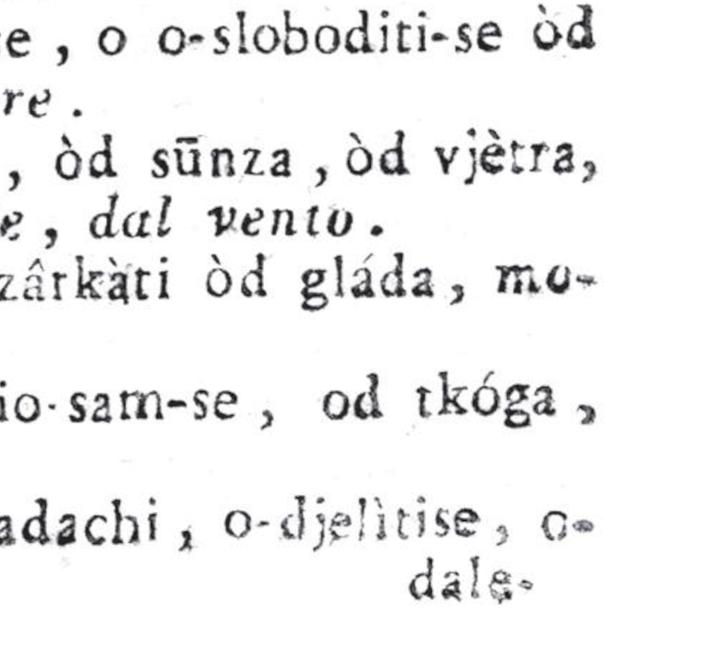 e , o o-sloboditi-se òd
re .
, òd sūnza , òd vjètra,
e , dal vento .
zârkàti òd gláda, mo-
io-sam-se , od tkóga ,
adachi , o-djelìtise, o-
dale-